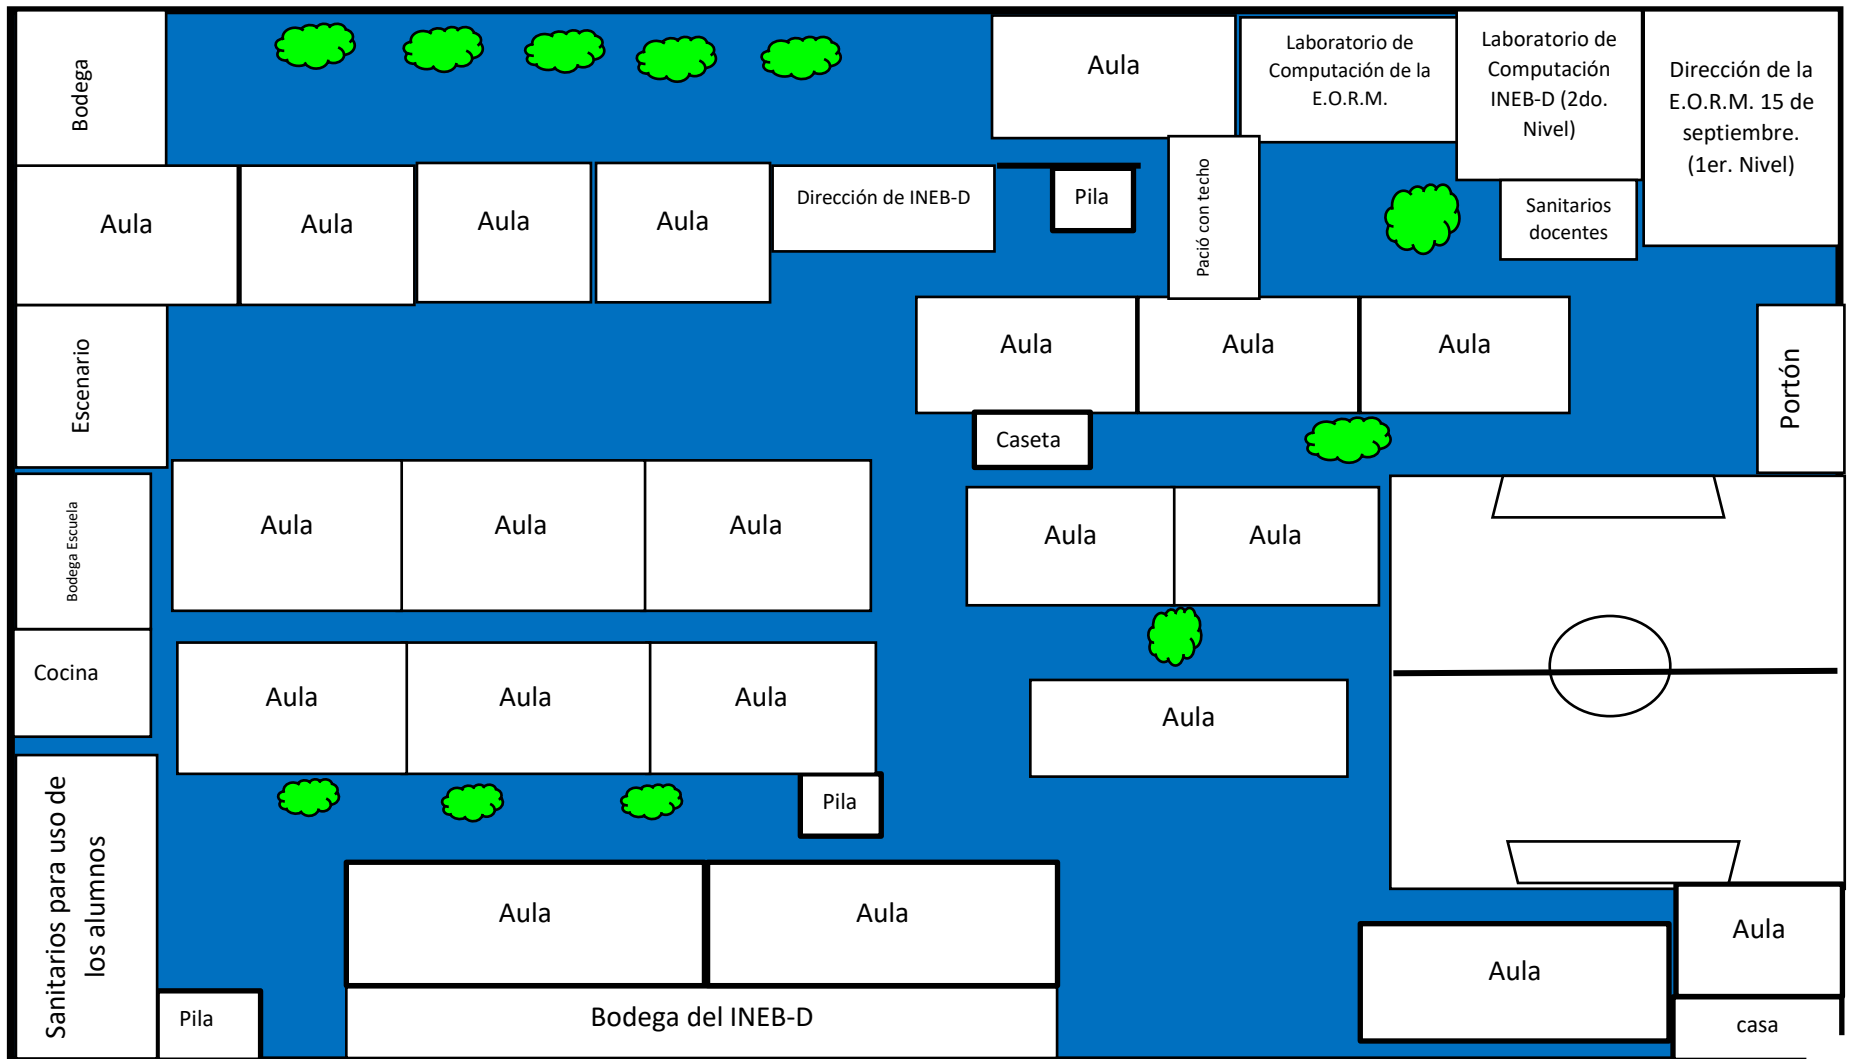 Bodega
Aula
Laboratorio de
Computación de la
E.O.R.M.
Laboratorio de
Computación
INEB-D (2do.
Nivel)
Dirección de la
E.O.R.M. 15 de
septiembre.
(1er. Nivel)
Aula
Aula
Aula
Aula
Dirección de INEB-D
Pila
Pació con techo
Sanitarios
docentes
Escenario
Aula
Aula
Aula
Portón
Caseta
Bodega Escuela
Aula
Aula
Aula
Aula
Aula
Cocina
Aula
Aula
Aula
Aula
Pila
Sanitarios para uso de
los alumnos
Aula
Aula
Aula
Aula
Pila
Bodega del INEB-D
casa